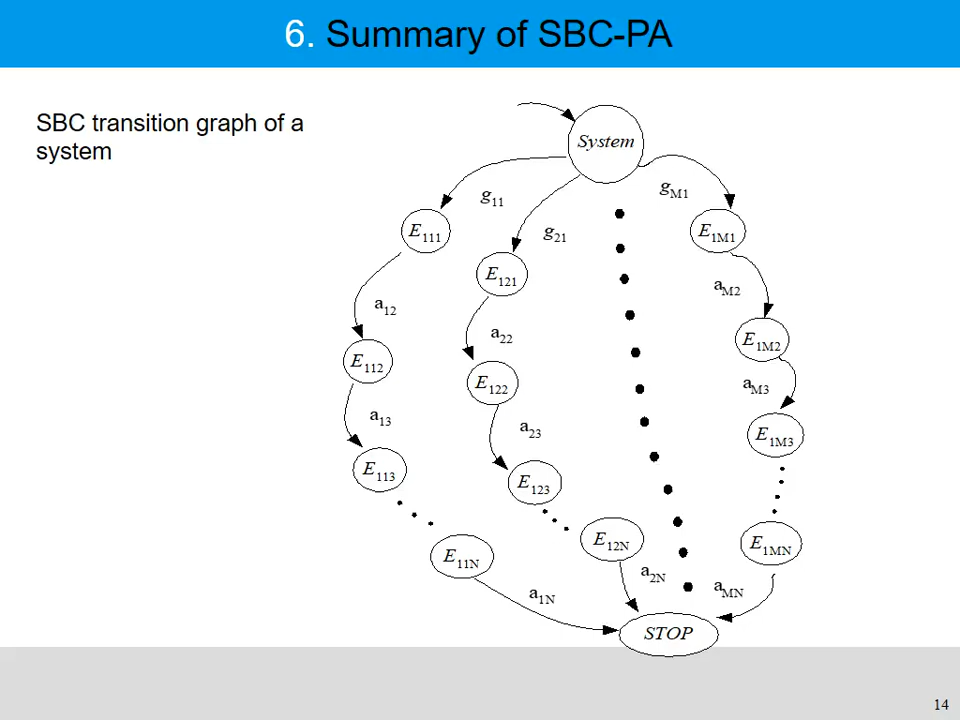 6. Summary of SBC-PA
SBC transition graph of a
system
System
g11
g21
gM1
E111
E1M1
E121
a12
a22
aM2
E112
E122
E1M2
a13
a23
aM3
E113
E123
E1M3
E11N
E12N
E1MN
a1N
a2N
aMN
STOP
14